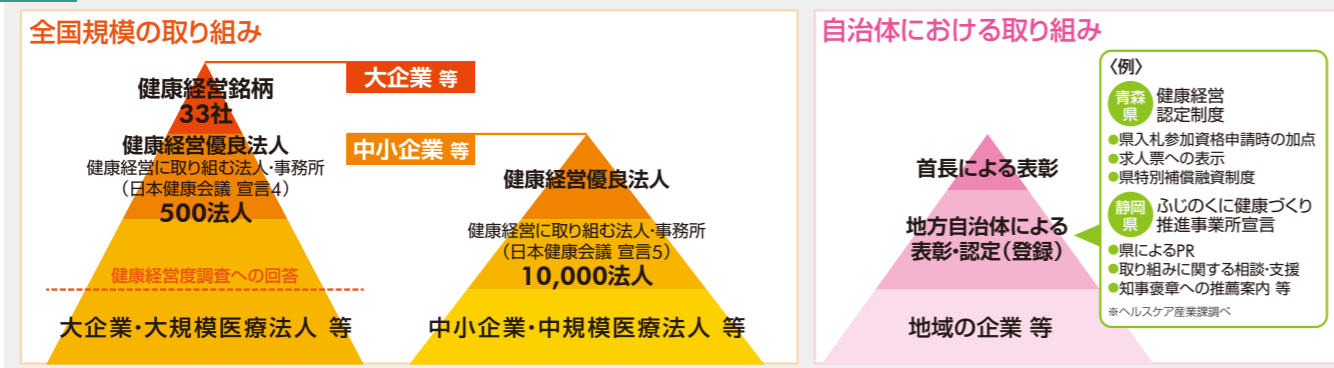 全国規模の取り組み
大企業 等
健康経営銘柄
33社
健康経営優良法人
健康経営に取り組む法人・事務所
（日本健康会議 宣言4）
500法人
健康経営度調査への回答
大企業・大規模医療法人 等
中小企業 等
健康経営優良法人
健康経営に取り組む法人・事務所
（日本健康会議 宣言5）
10,000法人
中小企業・中規模医療法人 等
自治体における取り組み
首長による表彰
地方自治体による
表彰・認定（登録）
地域の企業 等
〈例〉
青森県
健康経営
認定制度
●県入札参加資格申請時の加点
●求人票への表示
●県特別補償融資制度
静岡県
ふじのくに健康づくり
推進事業所宣言
●県によるPR
●取り組みに関する相談・支援
●知事褒章への推薦案内 等
※ヘルスケア産業課調べ